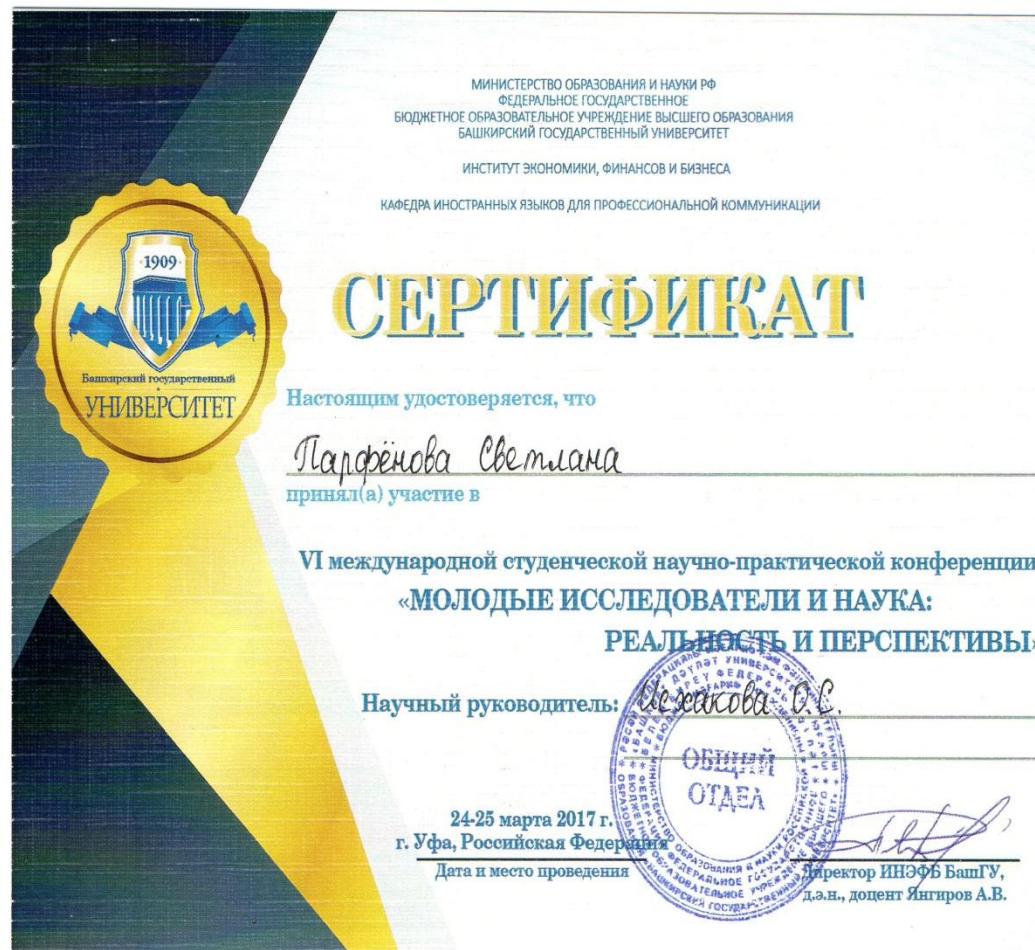 МИНИСТЕРСТВО ОБРАЗОВАНИЯ И НАУКИ РФ
ФЕДЕРАЛЬНОЕ ГОСУДАРСТВЕННОЕ
БЮДЖЕТНОЕ ОБРАЗОВАТЕЛЬНОЕ УЧРЕЖДЕНИЕ ВЫСШЕГО ОБРАЗОВАНИЯ
БАШКИРСКИЙ ГОСУДАРСТВЕННЫЙ УНИВЕРСИТЕТ
ИНСТИТУТ ЭКОНОМИКИ, ФИНАНСОВ И БИЗНЕСА
КАФЕДРА ИНОСТРАННЫХ ЯЗЫКОВ ДЛЯ ПРОФЕССИОНАЛЬНОЙ КОММУНИКАЦИИ
1909
Башкирский государственный
УНИВЕРСИТЕТ
СЕРТИФИКАТ
Настоящим удостоверяется, что
Парфёнова Светлана
принял(а) участие в
VI международной студенческой научно-практической конференции
«МОЛОДЫЕ ИССЛЕДОВАТЕЛИ И НАУКА:
РЕАЛЬНОСТЬ И ПЕРСПЕКТИВЫ»
Научный руководитель: Исхакова О.С.
ОБЩИЙ
ОТДЕЛ
24-25 марта 2017 г.
г. Уфа, Российская Федерация
Дата и место проведения
Директор ИНЭФБ БашГУ,
д.э.н., доцент Янгиров А.В.